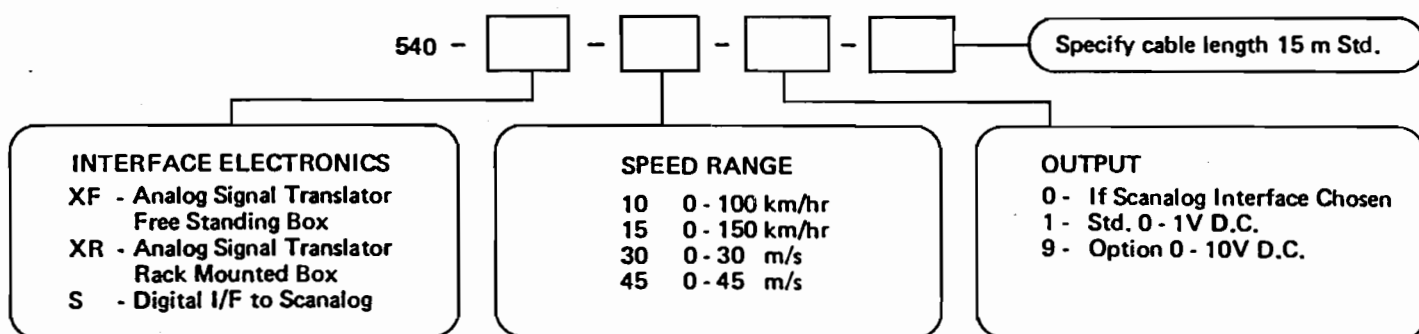 540 - - - - Specify cable length 15 m Std.
INTERFACE ELECTRONICS
XF - Analog Signal Translator
Free Standing Box
XR - Analog Signal Translator
Rack Mounted Box
S - Digital I/F to Scanalog
SPEED RANGE
10 0 - 100 km/hr
15 0 - 150 km/hr
30 0 - 30 m/s
45 0 - 45 m/s
OUTPUT
0 - If Scanalog Interface Chosen
1 - Std. 0 - 1V D.C.
9 - Option 0 - 10V D.C.